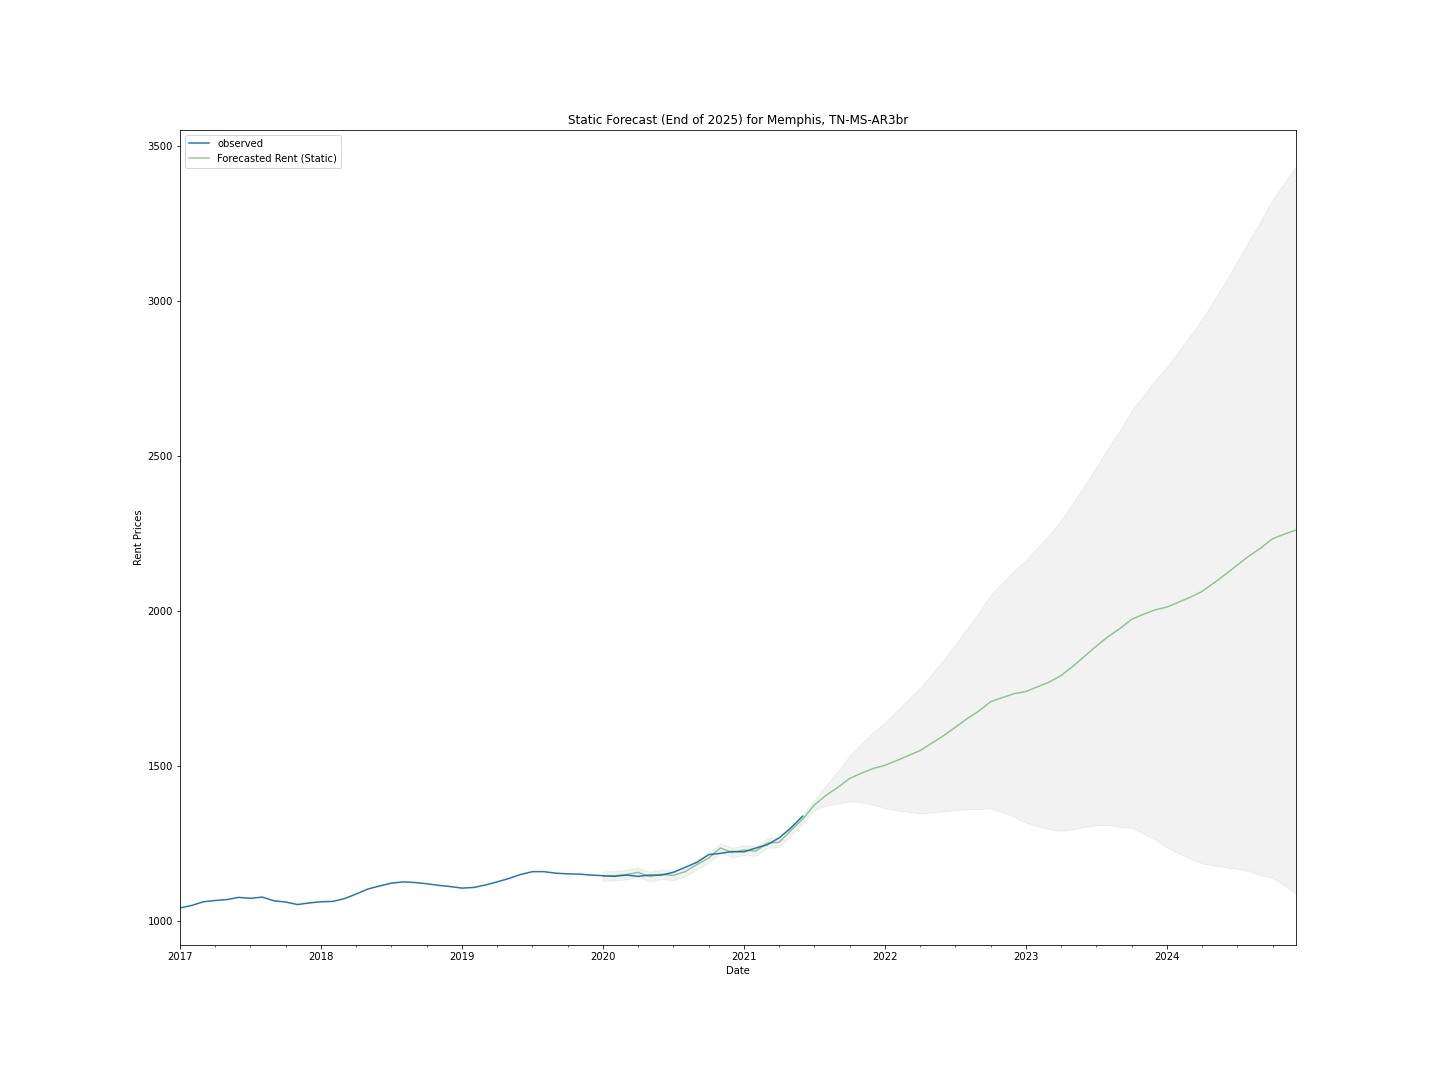 Static Forecast (End of 2025) for Memphis, TN-MS-AR3br
observed
Forecasted Rent (Static)
3500
3000
2500
2000
1500
1000
Rent Prices
2017
2018
2019
2020
2021
2022
2023
2024
Date